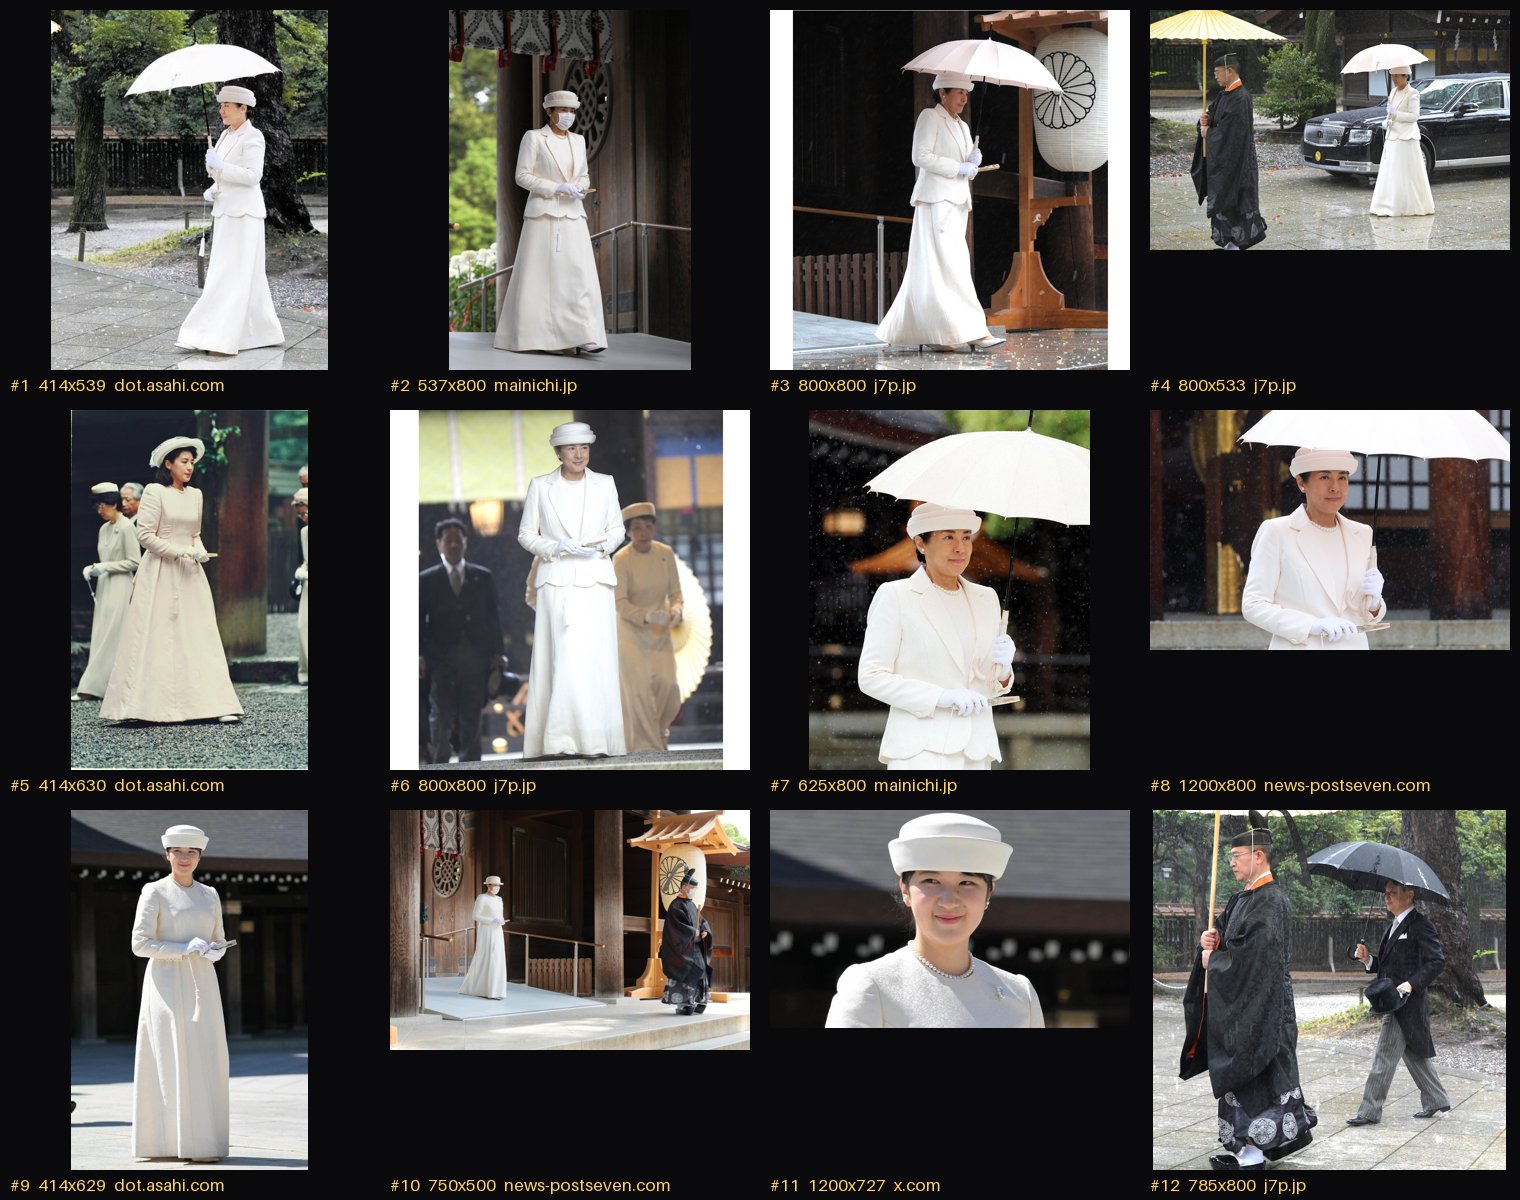 #1 414x539 dot.asahi.com
#2 537x800 mainichi.jp
#3 800x800 j7p.jp
#4 800x533 j7p.jp
#5 414x630 dot.asahi.com
#6 800x800 j7p.jp
#7 625x800 mainichi.jp
#8 1200x800 news-postseven.com
#9 414x629 dot.asahi.com
#10 750x500 news-postseven.com
#11 1200x727 x.com
#12 785x800 j7p.jp